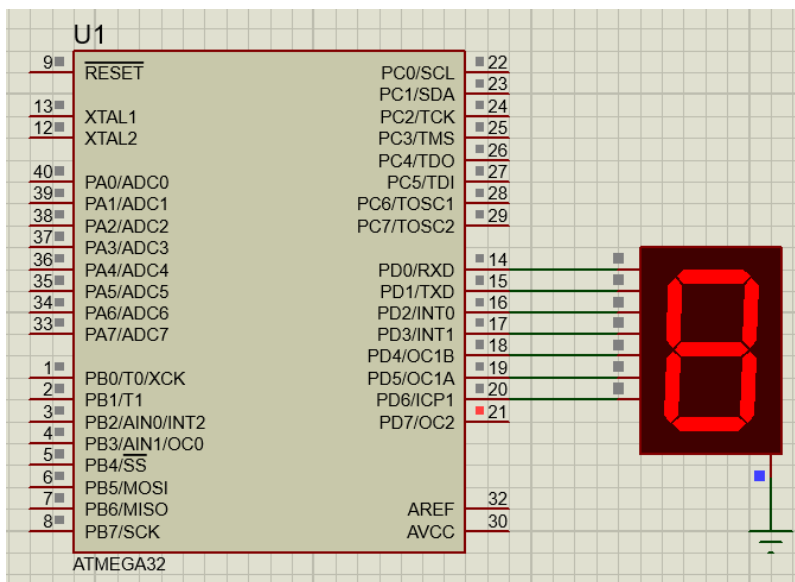 U1
9 RESET
13 XTAL1
12 XTAL2
40 PA0/ADC0
39 PA1/ADC1
38 PA2/ADC2
37 PA3/ADC3
36 PA4/ADC4
35 PA5/ADC5
34 PA6/ADC6
33 PA7/ADC7
1 PB0/T0/XCK
2 PB1/T1
3 PB2/AIN0/INT2
4 PB3/AIN1/OC0
5 PB4/SS
6 PB5/MOSI
7 PB6/MISO
8 PB7/SCK
PC0/SCL 22
PC1/SDA 23
PC2/TCK 24
PC3/TMS 25
PC4/TDO 26
PC5/TDI 27
PC6/TOSC1 28
PC7/TOSC2 29
PD0/RXD 14
PD1/TXD 15
PD2/INT0 16
PD3/INT1 17
PD4/OC1B 18
PD5/OC1A 19
PD6/ICP1 20
PD7/OC2 21
AREF 32
AVCC 30
8
ATMEGA32